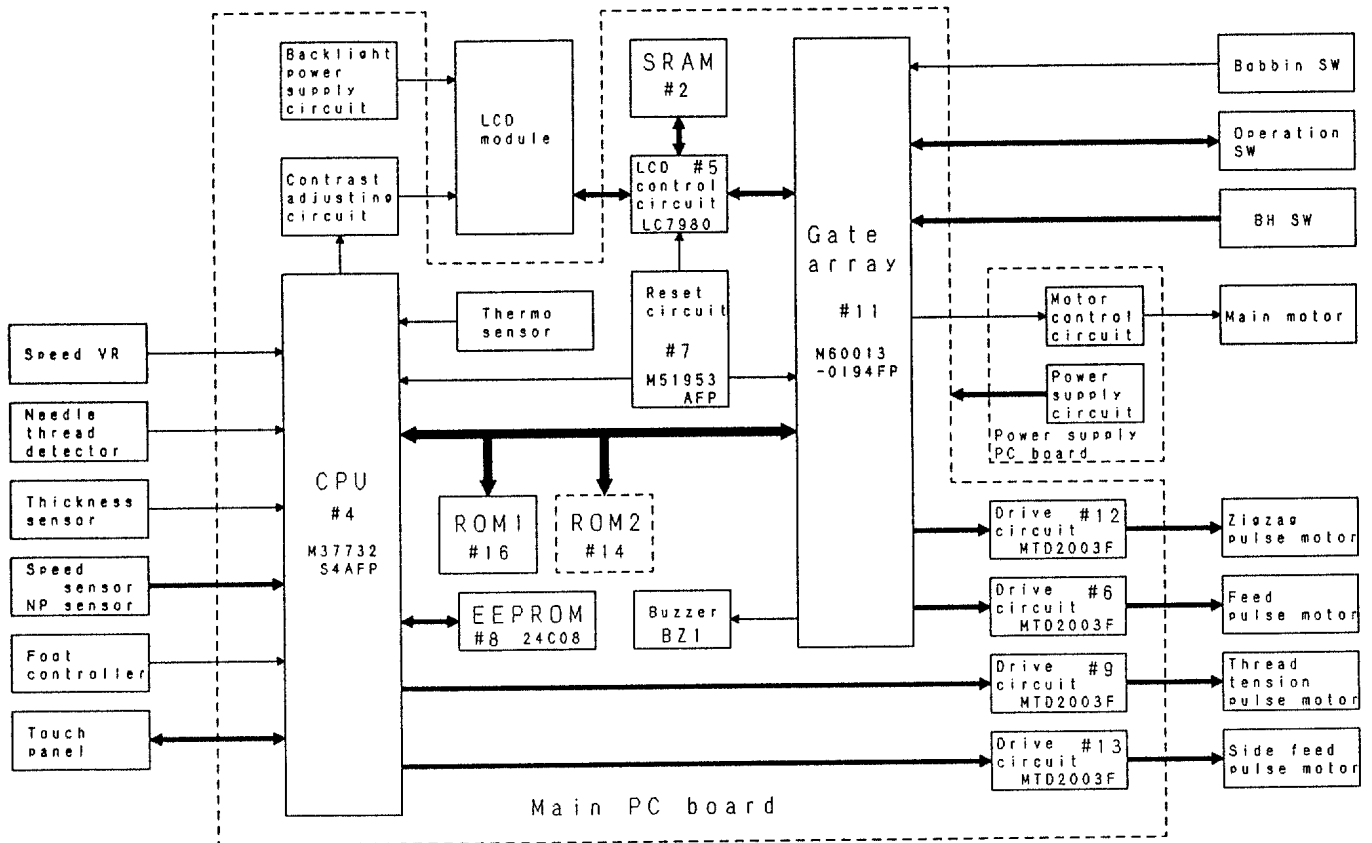 Backlight
power
supply
circuit
LCD
module
SRAM
#2
Contrast
adjusting
circuit
LCD #5
control
circuit
LC7980
Gate
array
#11
M60013
-0194FP
Babbin SW
Operation
SW
BH SW
Reset
circuit
#7
M51953
AFP
Thermo
sensor
Motor
control
circuit
Main motor
Power
supply
circuit
Power supply
PC board
Speed VR
Needle
thread
detector
Thickness
sensor
Speed
sensor
NP sensor
Foot
controller
Touch
panel
CPU
#4
M37732
S4AFP
ROM1
#16
ROM2
#14
EEPROM
#8 24C08
Buzzer
BZ1
Drive #12
circuit
MTD2003F
Zigzag
pulse motor
Drive #6
circuit
MTD2003F
Feed
pulse motor
Drive #9
circuit
MTD2003F
Thread
tension
pulse motor
Drive #13
circuit
MTD2003F
Side feed
pulse motor
Main PC board